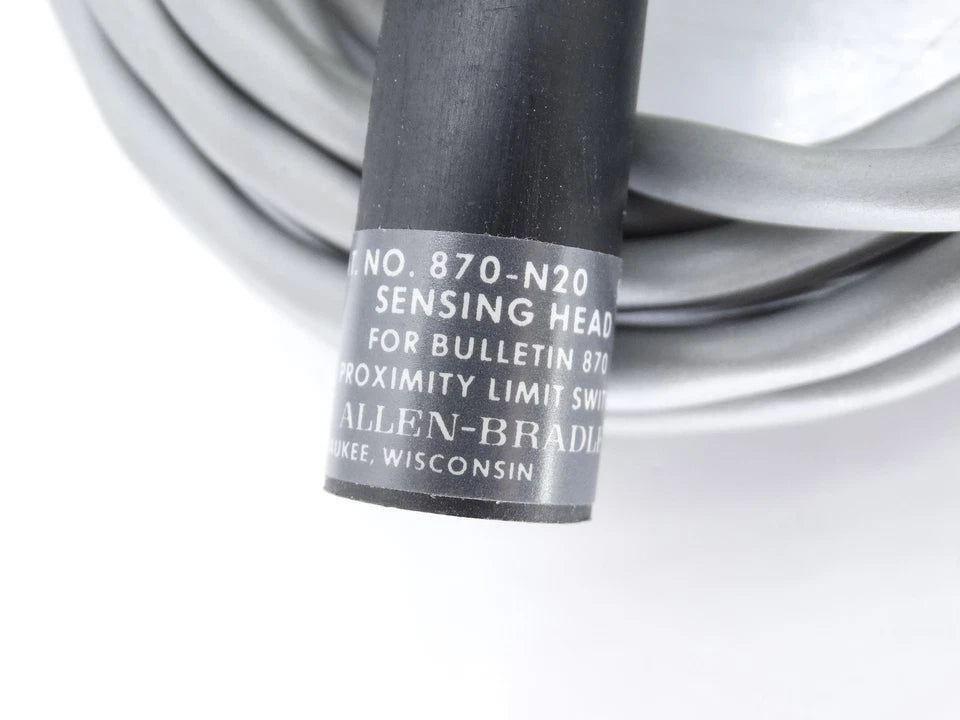 T. NO. 870-N20
SENSING HEAD
FOR BULLETIN 870
PROXIMITY LIMIT SWIT
ALLEN-BRADLE
AUKEE, WISCONSIN